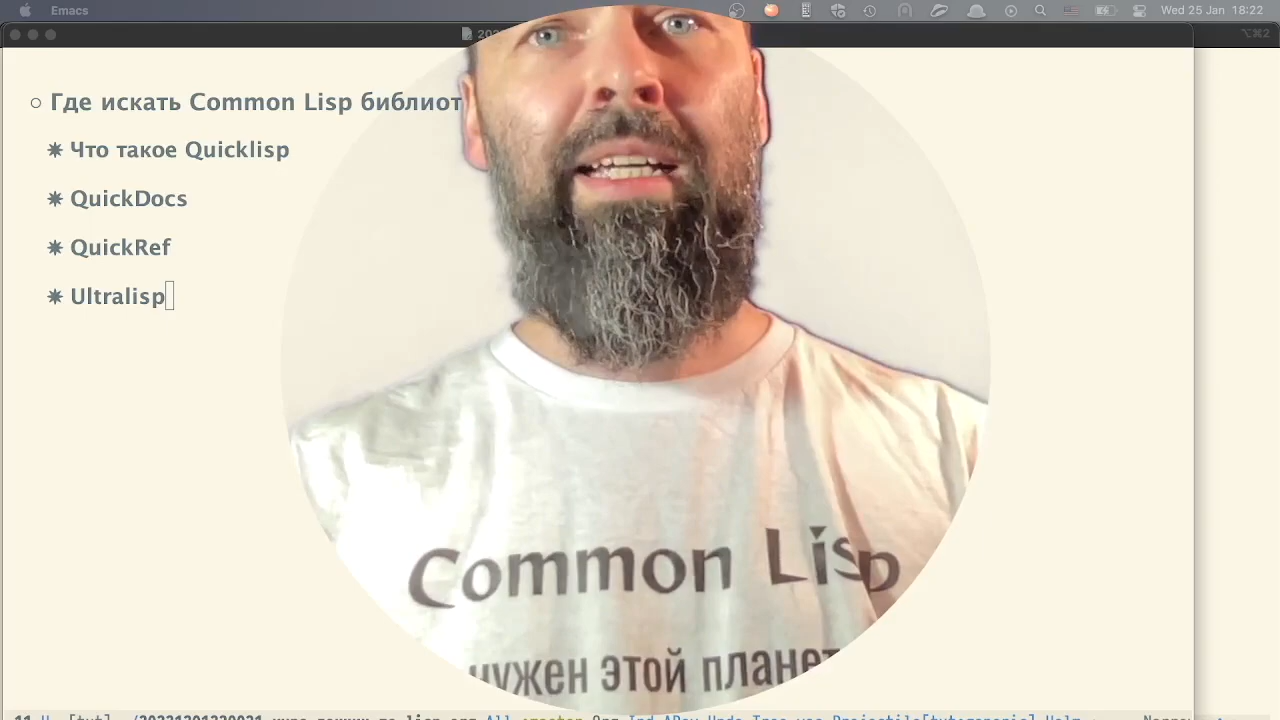 Emacs
Wed 25 Jan 18:22
⌥⌘2
Где искать Common Lisp библиот
Что такое Quicklisp
QuickDocs
QuickRef
Ultralisp
Common Lisp
нужен этой планет